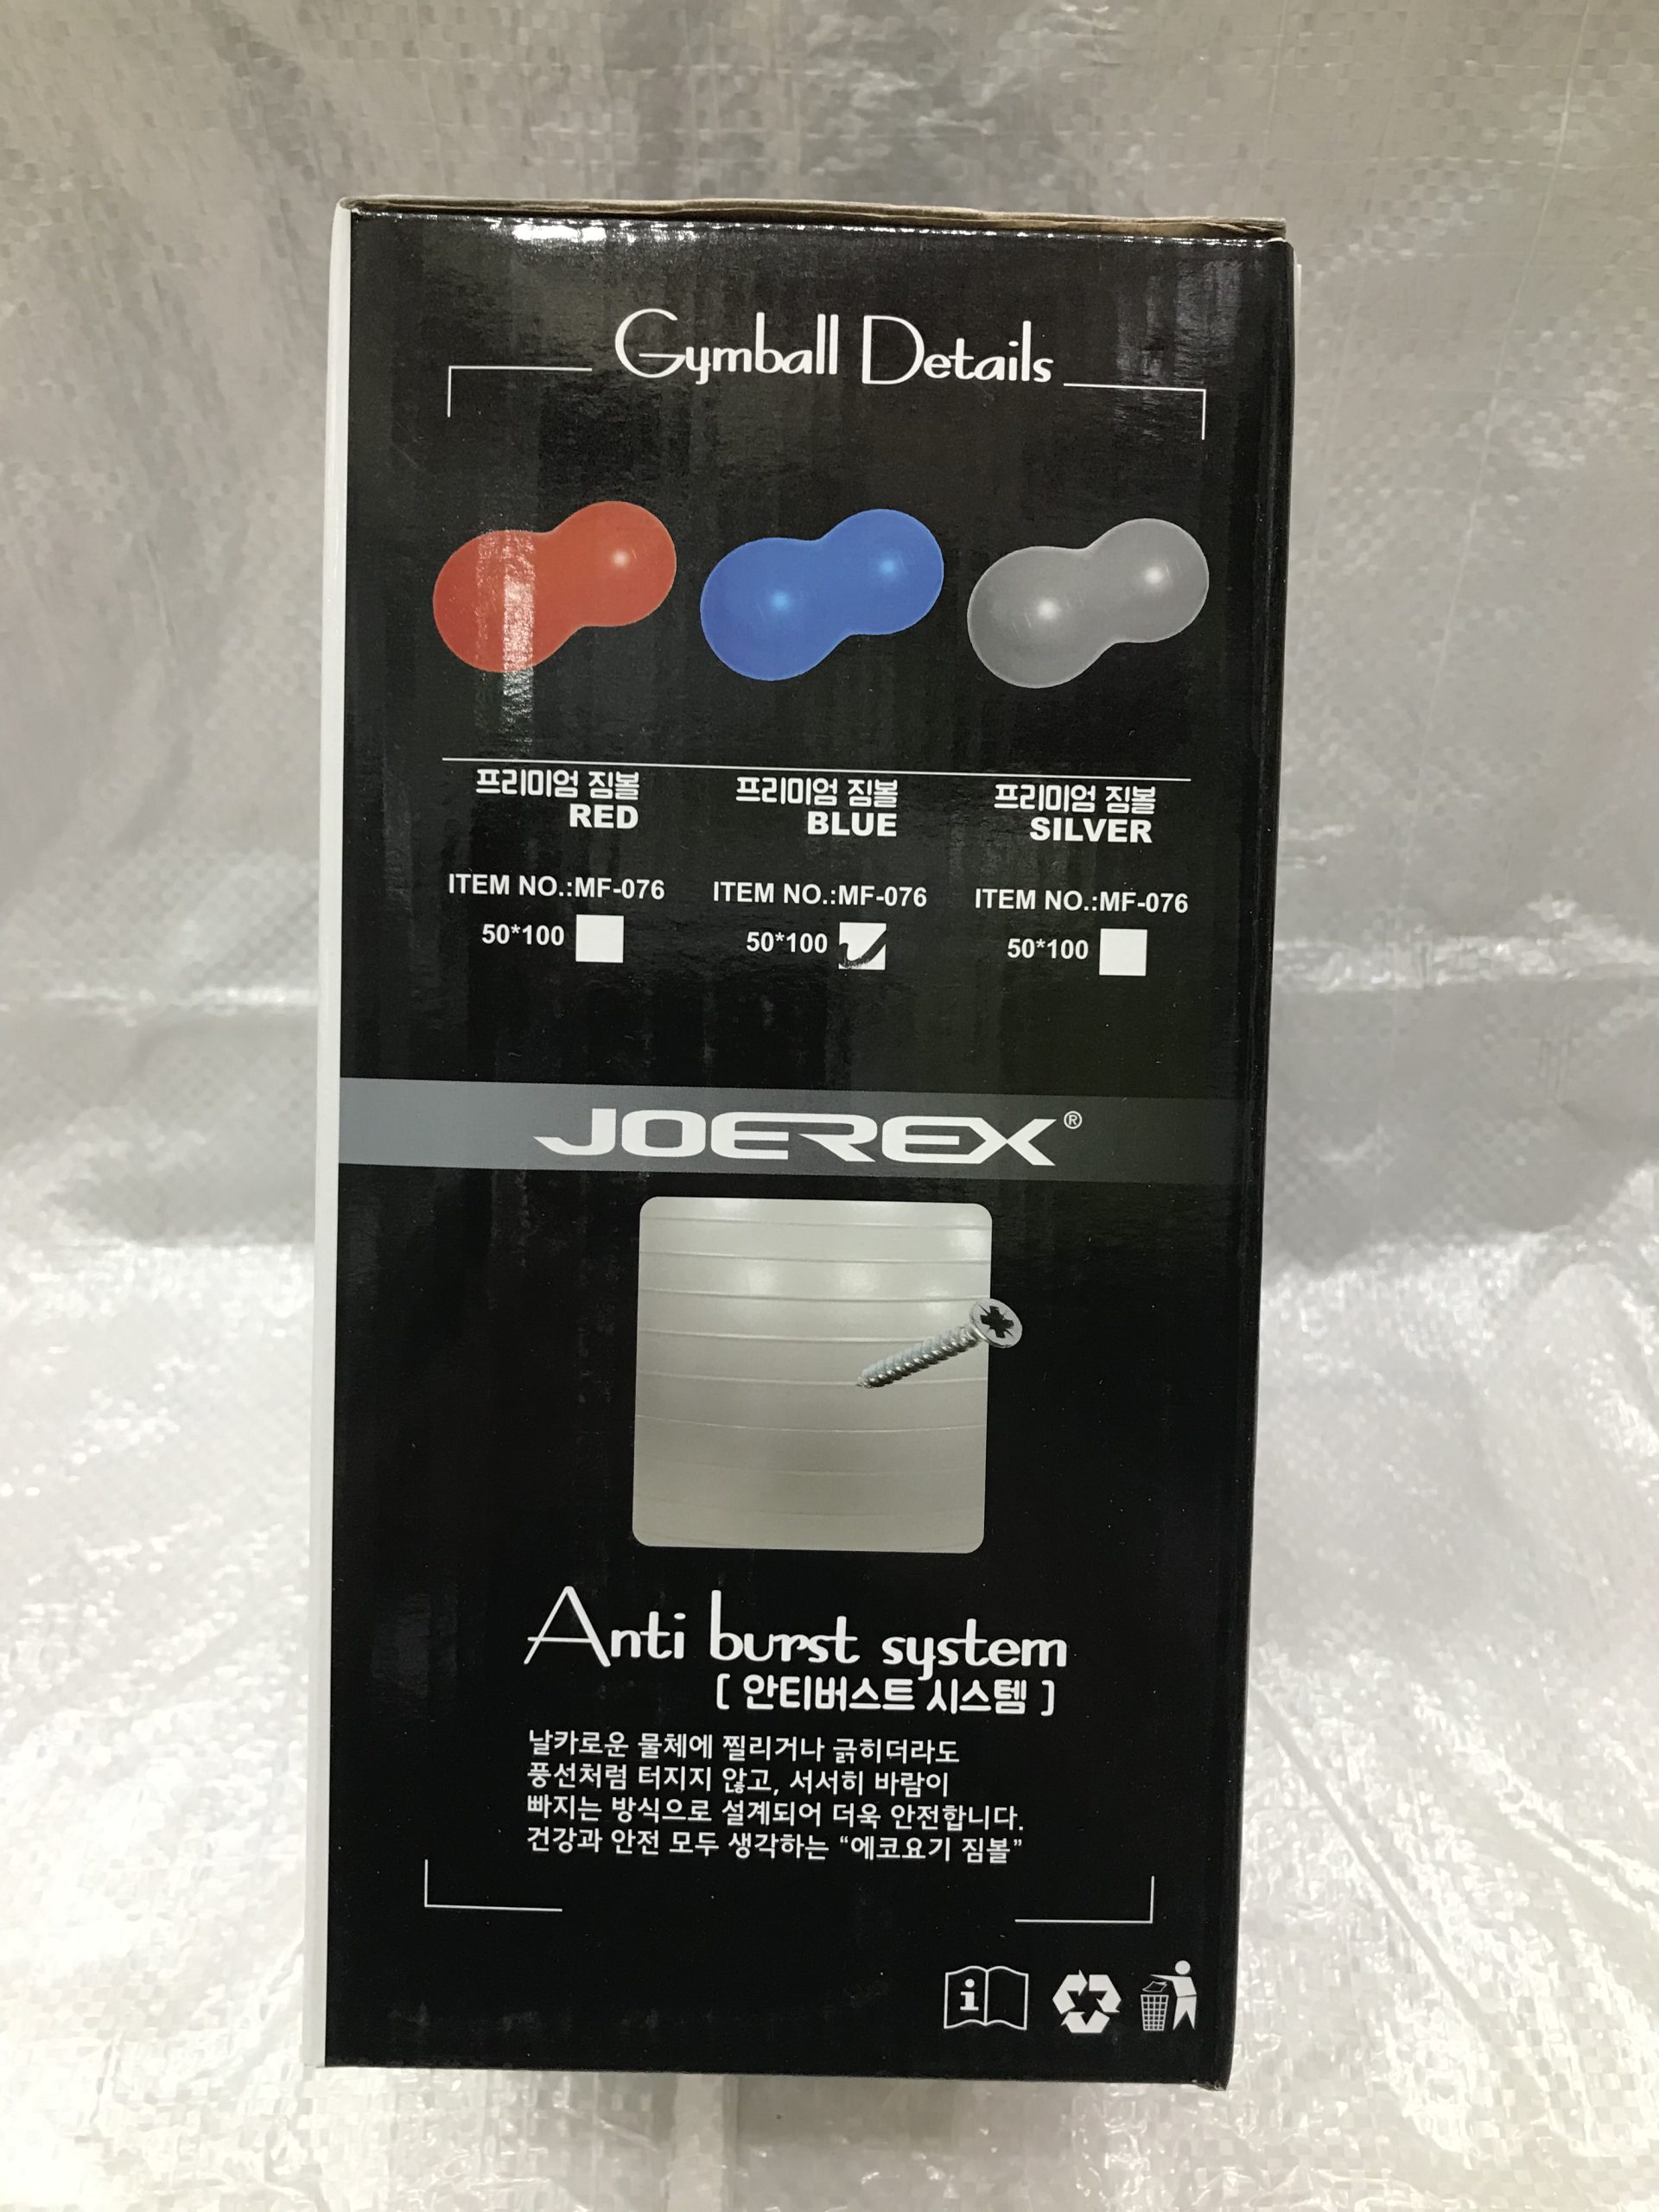 Gymball Details
프리미엄 짐볼 프리미엄 짐볼 프리미엄 짐볼
RED BLUE SILVER
ITEM NO.:MF-076 ITEM NO.:MF-076 ITEM NO.:MF-076
50*100 50*100 50*100
JOEREX®
Anti burst system
[ 안티버스트 시스템 ]
날카로운 물체에 찔리거나 긁히더라도
풍선처럼 터지지 않고, 서서히 바람이
빠지는 방식으로 설계되어 더욱 안전합니다.
건강과 안전 모두 생각하는 “에코요기 짐볼”
i